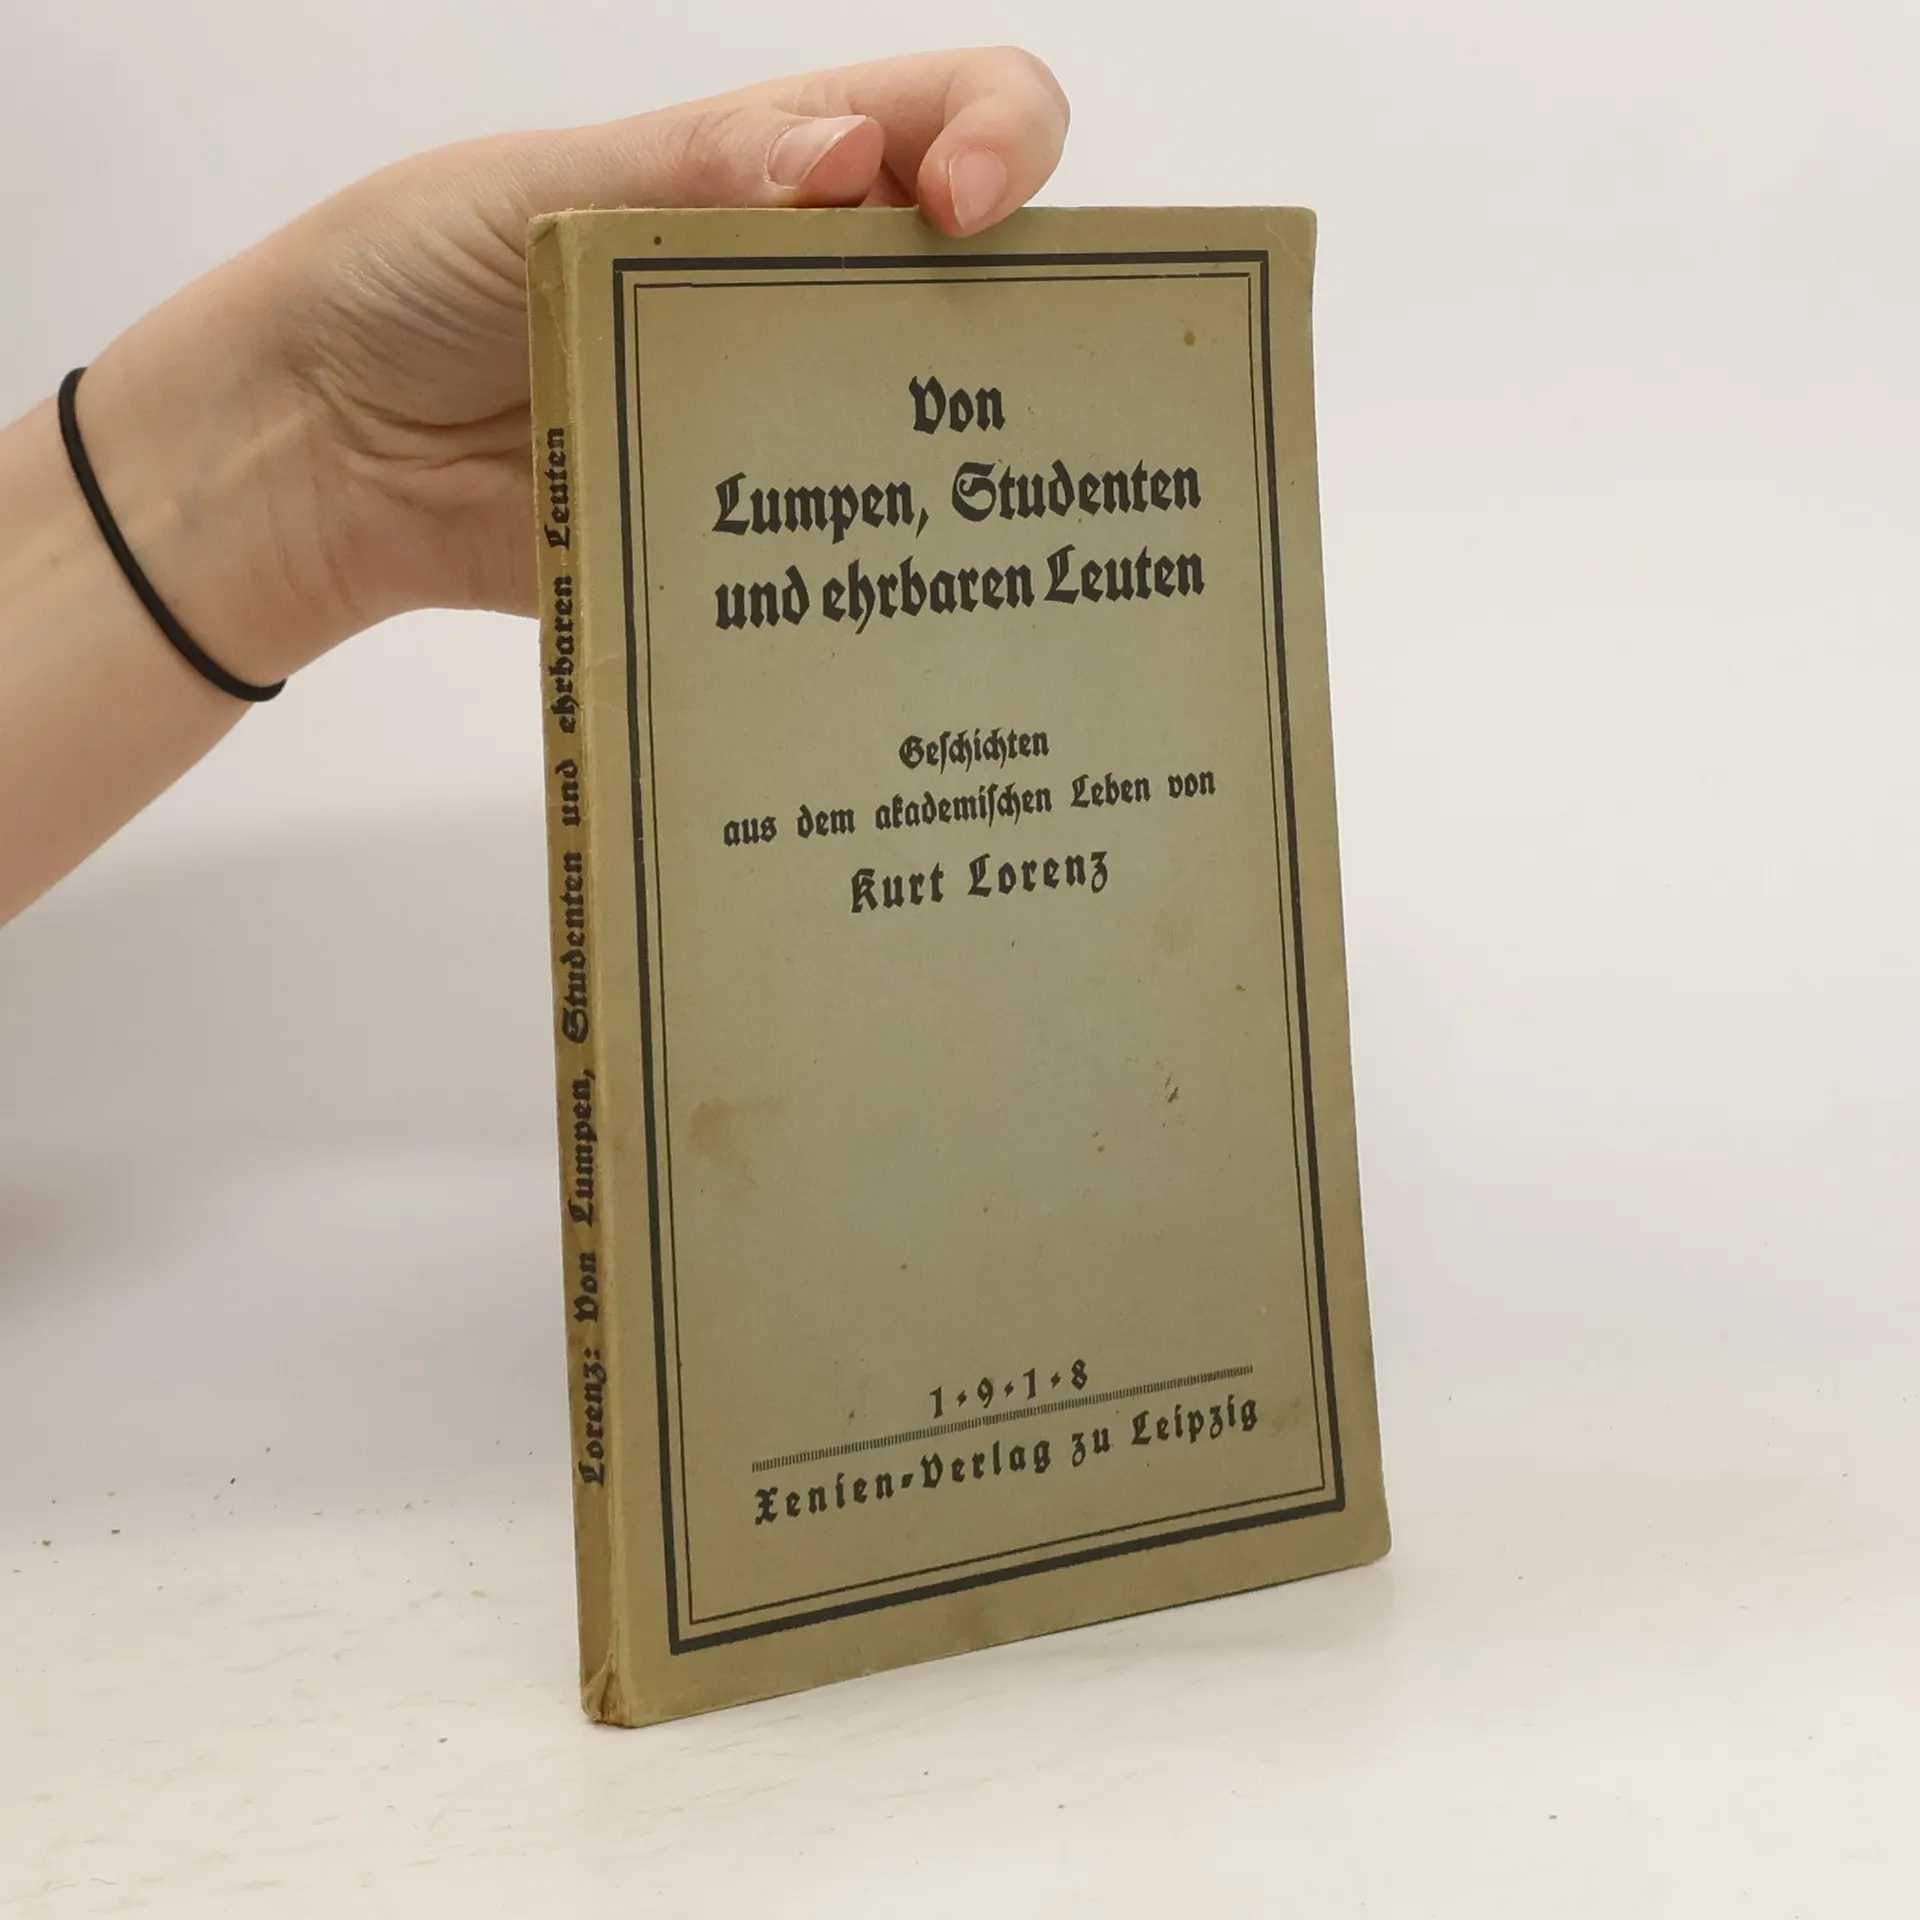 Von
Lumpen, Studenten
und ehrbaren Leuten
Geſchichten
aus dem akademiſchen Leben von
Kurt Lorenz
1·9·1·8
Xenien-Verlag zu Leipzig
Lorenz: Von Lumpen, Studenten und ehrbaren Leuten